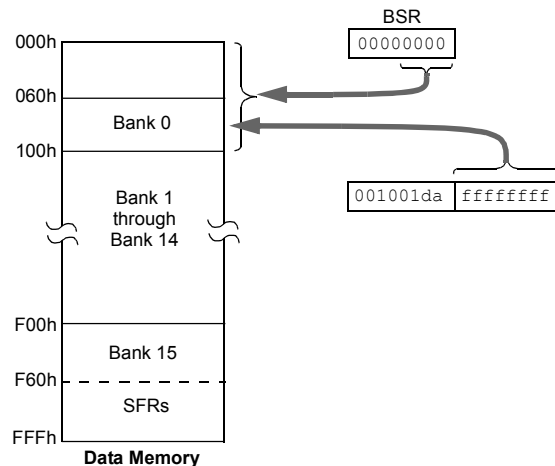 BSR
00000000
000h
060h
Bank 0
100h
001001da ffffffff
Bank 1
through
Bank 14
F00h
Bank 15
F60h
SFRs
FFFh
Data Memory